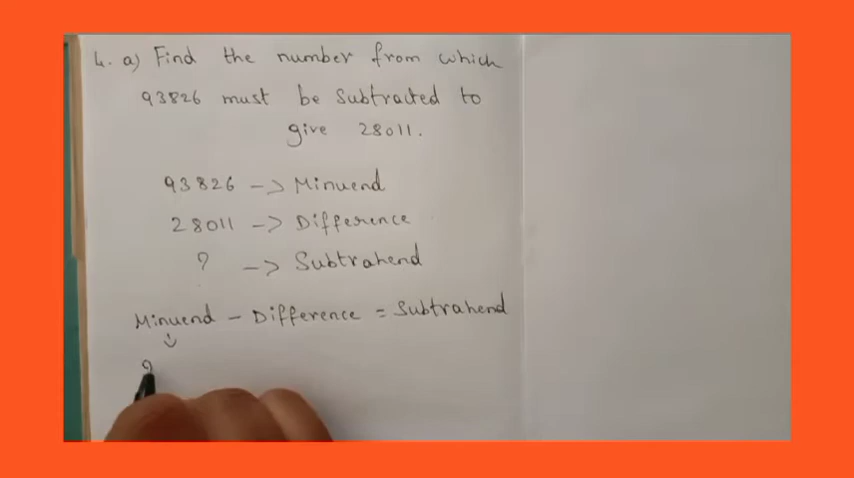 4. a) Find the number from which
93826 must be subtracted to
give 28011.
93826 -> Minuend
28011 -> Difference
? -> Subtrahend
Minuend - Difference = Subtrahend
9